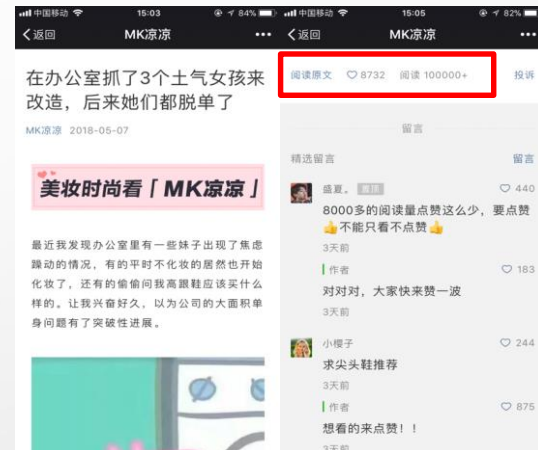 中国移动 15:03 84%
返回 MK凉凉
在办公室抓了3个土气女孩来
改造，后来她们都脱单了
MK凉凉 2018-05-07
美妆时尚看「MK凉凉」
最近我发现办公室里有一些妹子出现了焦虑
躁动的情况，有的平时不化妆的居然也开始
化妆了，还有的偷偷问我高跟鞋应该买什么
样的。让我兴奋好久，以为公司的大面积单
身问题有了突破性进展。
中国移动 15:05 82%
返回 MK凉凉
阅读原文 8732 阅读 100000+ 投诉
留言
精选留言 留言
盛夏。 置顶 440
8000多的阅读量点赞这么少，要点赞
👍不能只看不点赞👍
3天前
作者 183
对对对，大家快来赞一波
3天前
小樱子 244
求尖头鞋推荐
3天前
作者 875
想看的来点赞！！
3天前